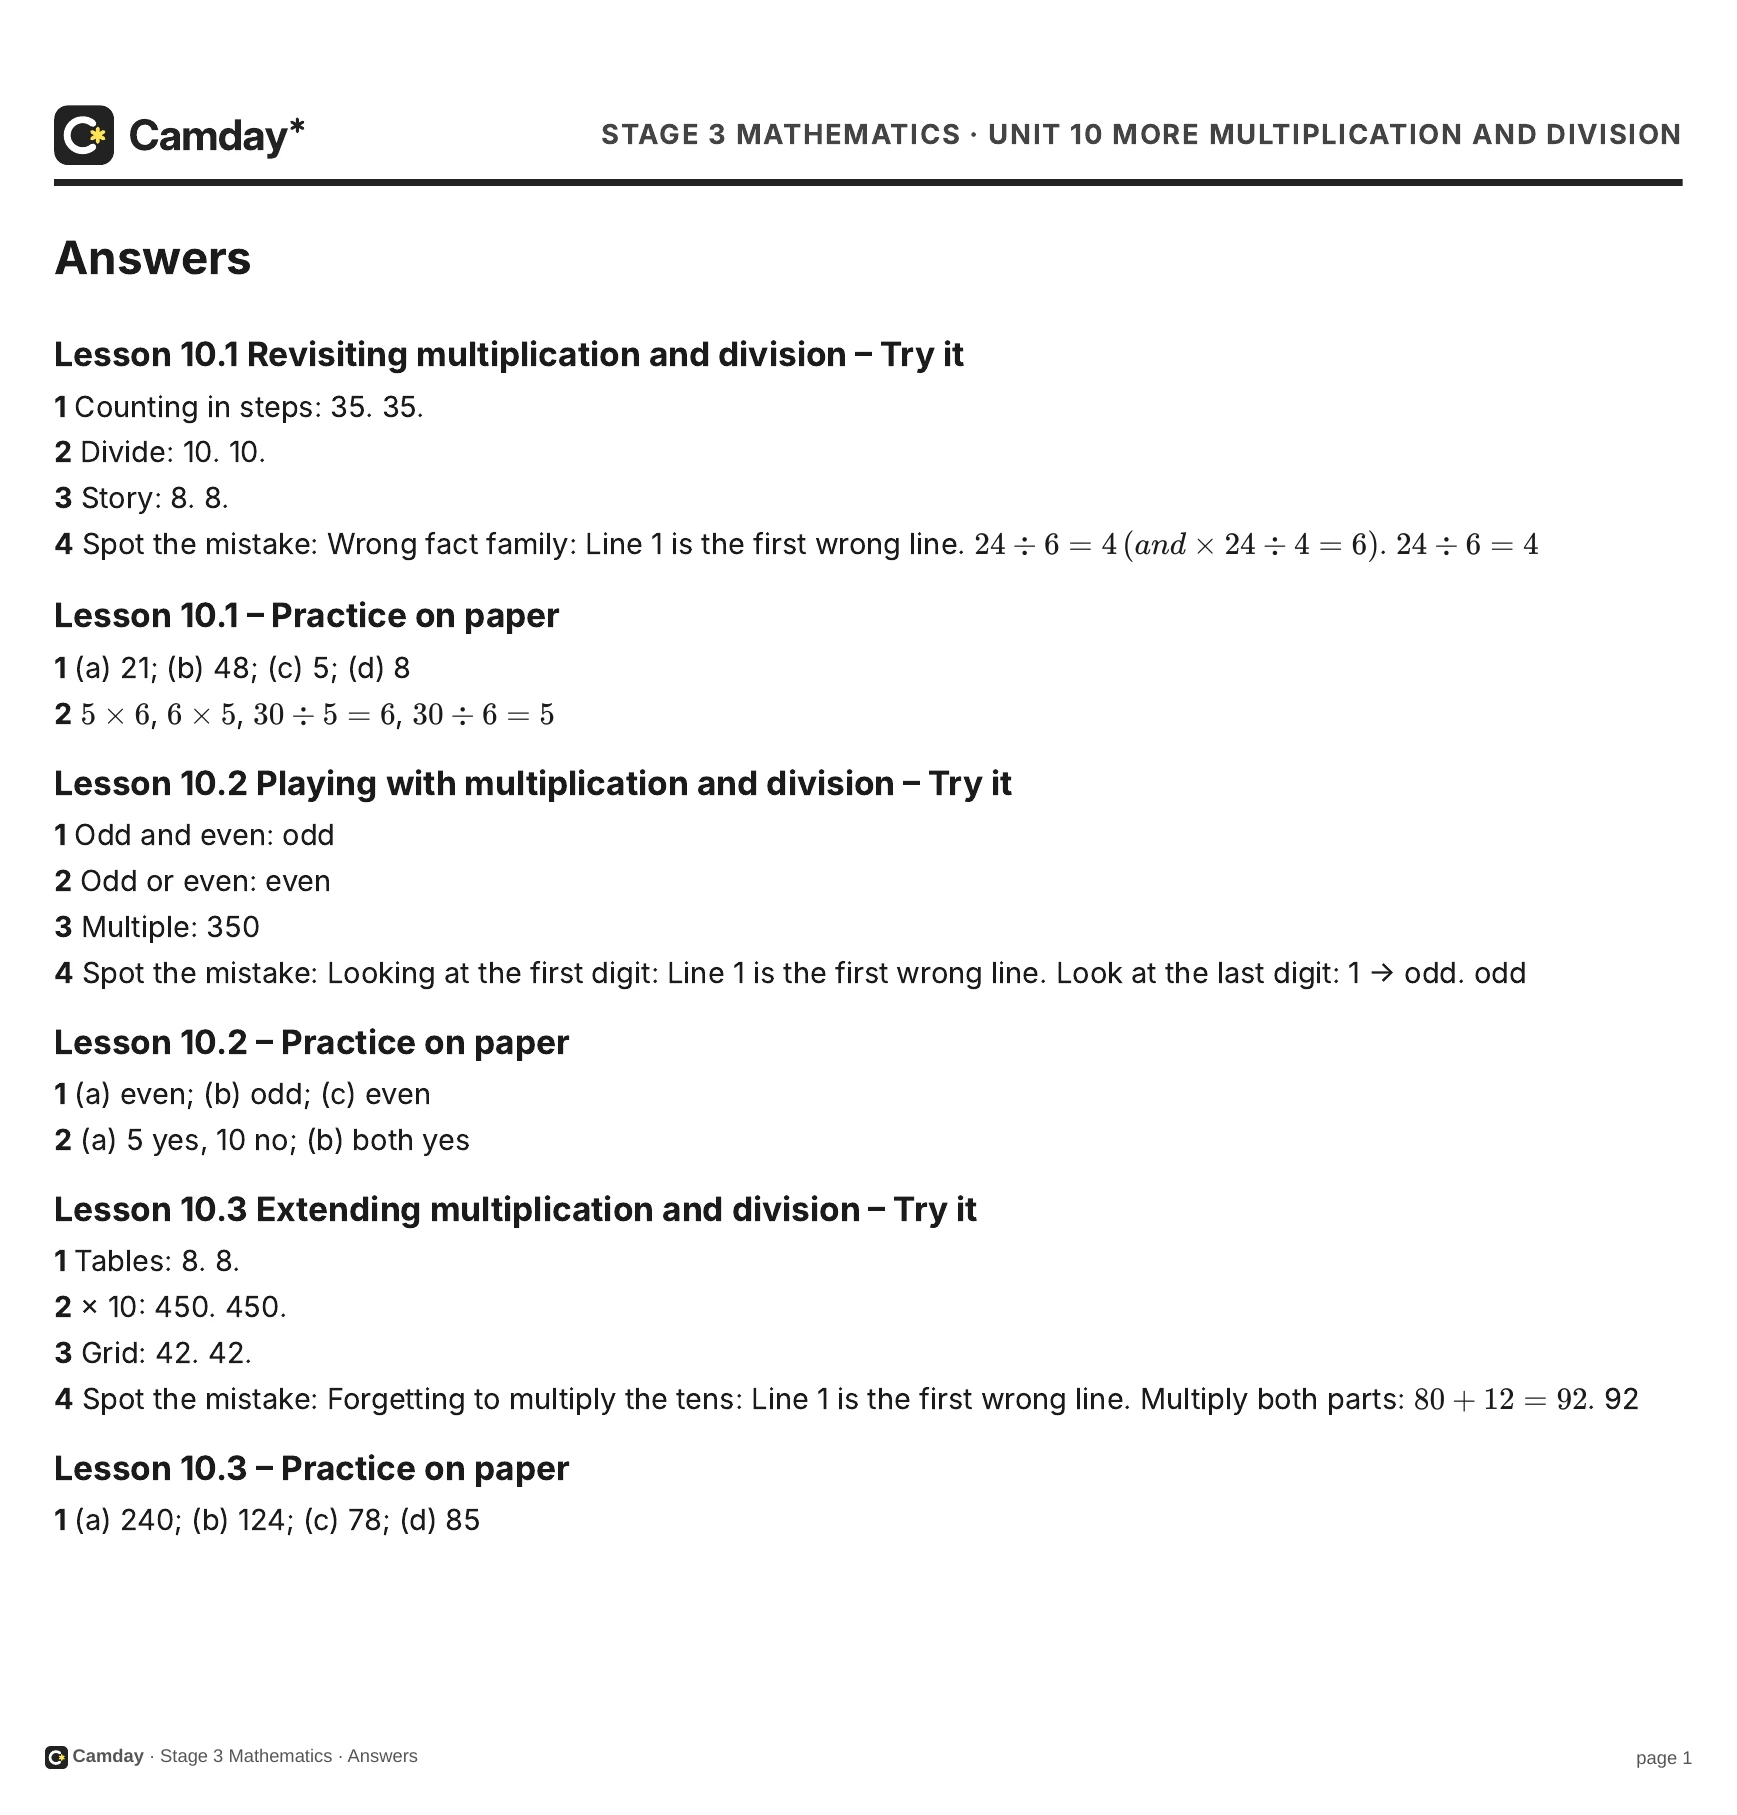 Camday*
STAGE 3 MATHEMATICS · UNIT 10 MORE MULTIPLICATION AND DIVISION
Answers
Lesson 10.1 Revisiting multiplication and division – Try it
1 Counting in steps: 35. 35.
2 Divide: 10. 10.
3 Story: 8. 8.
4 Spot the mistake: Wrong fact family: Line 1 is the first wrong line. 24 ÷ 6 = 4 (and × 24 ÷ 4 = 6). 24 ÷ 6 = 4
Lesson 10.1 – Practice on paper
1 (a) 21; (b) 48; (c) 5; (d) 8
2 5 × 6, 6 × 5, 30 ÷ 5 = 6, 30 ÷ 6 = 5
Lesson 10.2 Playing with multiplication and division – Try it
1 Odd and even: odd
2 Odd or even: even
3 Multiple: 350
4 Spot the mistake: Looking at the first digit: Line 1 is the first wrong line. Look at the last digit: 1 → odd. odd
Lesson 10.2 – Practice on paper
1 (a) even; (b) odd; (c) even
2 (a) 5 yes, 10 no; (b) both yes
Lesson 10.3 Extending multiplication and division – Try it
1 Tables: 8. 8.
2 × 10: 450. 450.
3 Grid: 42. 42.
4 Spot the mistake: Forgetting to multiply the tens: Line 1 is the first wrong line. Multiply both parts: 80 + 12 = 92. 92
Lesson 10.3 – Practice on paper
1 (a) 240; (b) 124; (c) 78; (d) 85
Camday · Stage 3 Mathematics · Answers
page 1